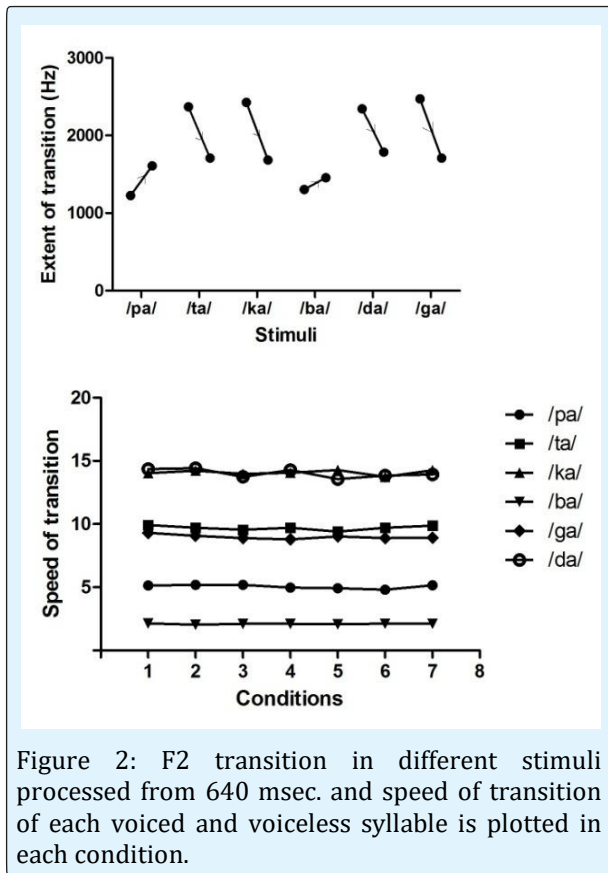 3000
2000
1000
0
Extent of transition (Hz)
/pa/ /ta/ /ka/ /ba/ /da/ /ga/
Stimuli
20
15
10
5
Speed of transition
1 2 3 4 5 6 7 8
Conditions
/pa/
/ta/
/ka/
/ba/
/ga/
/da/
Figure 2: F2 transition in different stimuli
processed from 640 msec. and speed of transition
of each voiced and voiceless syllable is plotted in
each condition.